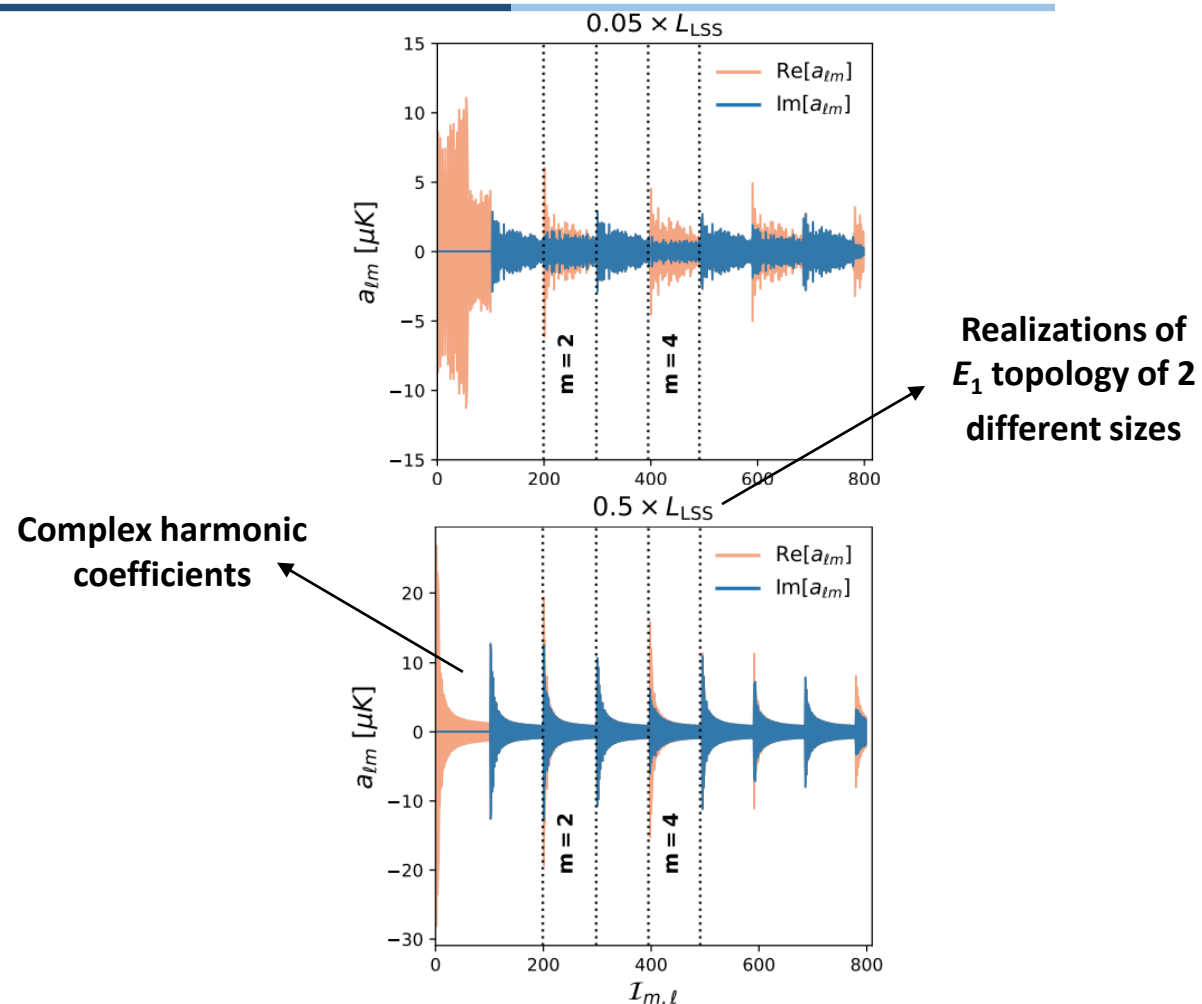 0.05 × L_LSS
15
10
5
0
−5
−10
−15
a_ℓm [μK]
Re[a_ℓm]
Im[a_ℓm]
m = 2
m = 4
0
200
400
600
800
Realizations of
E₁ topology of 2
different sizes
Complex harmonic
coefficients
0.5 × L_LSS
20
10
0
−10
−20
−30
a_ℓm [μK]
Re[a_ℓm]
Im[a_ℓm]
m = 2
m = 4
0
200
400
600
800
𝓘_m,ℓ